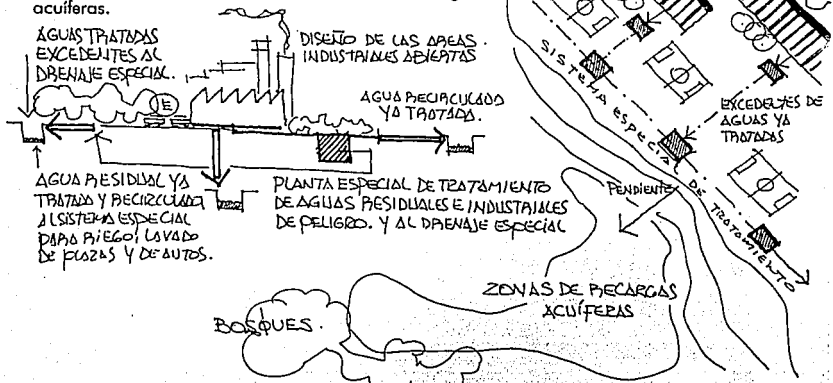 acuíferas.
AGUAS TRATADAS
EXCEDENTES AL
DRENAJE ESPECIAL.
DISEÑO DE LAS AREAS.
INDUSTRIALES ABIERTAS
E
AGUA RECIRCULADA
YA TRATADA.
AGUA RESIDUAL YA
TRATADA Y RECIRCULADA
AL SISTEMA ESPECIAL
PARA RIEGO, LAVADO
DE PLAZAS Y DE AUTOS.
PLANTA ESPECIAL DE TRATAMIENTO
DE AGUAS RESIDUALES E INDUSTRIALES
DE PELIGRO. Y AL DRENAJE ESPECIAL
SISTEMA ESPECIAL DE TRATAMIENTO
EXCEDENTES DE
AGUAS YA
TRATADAS
PENDIENTE
ZONAS DE RECARGAS
ACUÍFERAS
BOSQUES.